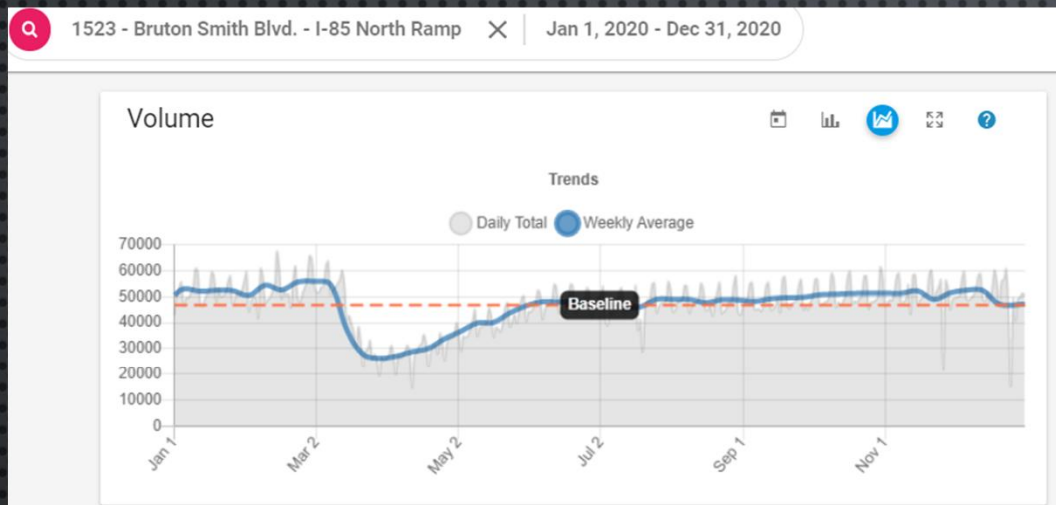 1523 - Bruton Smith Blvd. - I-85 North Ramp
Jan 1, 2020 - Dec 31, 2020
Volume
?
Trends
Daily Total
Weekly Average
70000
60000
50000
40000
30000
20000
10000
0
Baseline
Jan 1
Mar 2
May 2
Jul 2
Sep 1
Nov 1